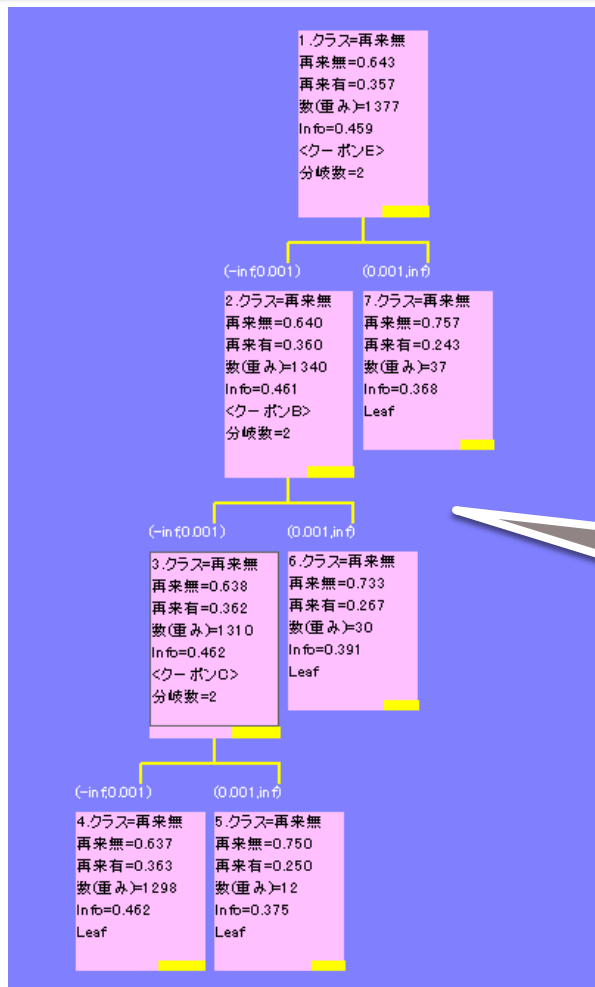 1.クラス=再来無
再来無=0.643
再来有=0.357
数(重み)=1377
Info=0.459
<クーポンE>
分岐数=2
(-inf,0.001)
(0.001,inf)
2.クラス=再来無
再来無=0.640
再来有=0.360
数(重み)=1340
Info=0.461
<クーポンB>
分岐数=2
7.クラス=再来無
再来無=0.757
再来有=0.243
数(重み)=37
Info=0.368
Leaf
(-inf,0.001)
(0.001,inf)
3.クラス=再来無
再来無=0.638
再来有=0.362
数(重み)=1310
Info=0.462
<クーポンC>
分岐数=2
6.クラス=再来無
再来無=0.733
再来有=0.267
数(重み)=30
Info=0.391
Leaf
(-inf,0.001)
(0.001,inf)
4.クラス=再来無
再来無=0.637
再来有=0.363
数(重み)=1298
Info=0.462
Leaf
5.クラス=再来無
再来無=0.750
再来有=0.250
数(重み)=12
Info=0.375
Leaf